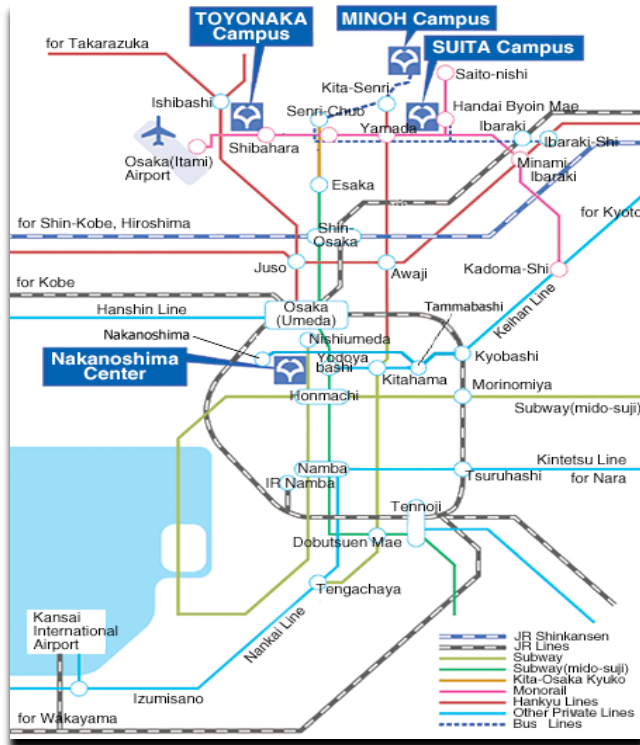 TOYONAKA
Campus
MINOH Campus
SUITA Campus
for Takarazuka
Saito-nishi
Kita-Senri
Ishibashi
Senri-Chuo
Handai Byoin Mae
Yamada
Ibaraki
Ibaraki-Shi
Shibahara
Osaka(Itami)
Airport
Minami-
Ibaraki
Esaka
for Kyoto
for Shin-Kobe, Hiroshima
Shin-
Osaka
Juso
Awaji
Kadoma-Shi
for Kobe
Keihan Line
Hanshin Line
Osaka
(Umeda)
Tammabashi
Nakanoshima
Nishiumeda
Nakanoshima
Center
Yodoya
bashi
Kyobashi
Kitahama
Morinomiya
Honmachi
Subway(mido-suji)
Kintetsu Line
Namba
Tsuruhashi
for Nara
JR Namba
Tennoji
Dobutsuen Mae
Tengachaya
Kansai
International
Airport
Nankai Line
Izumisano
for Wakayama
JR Shinkansen
JR Lines
Subway
Subway(mido-suji)
Kita-Osaka Kyuko
Monorail
Hankyu Lines
Other Private Lines
Bus Lines